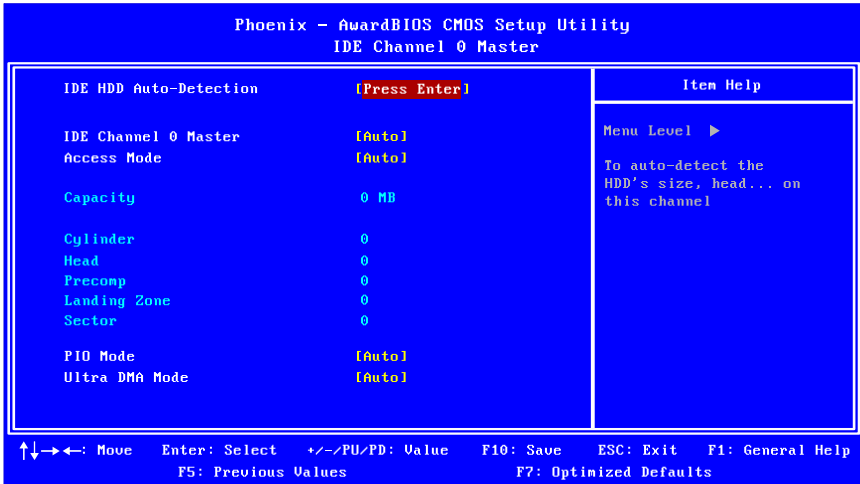 Phoenix – AwardBIOS CMOS Setup Utility
IDE Channel 0 Master
IDE HDD Auto-Detection [Press Enter]
IDE Channel 0 Master [Auto]
Access Mode [Auto]
Capacity 0 MB
Cylinder 0
Head 0
Precomp 0
Landing Zone 0
Sector 0
PIO Mode [Auto]
Ultra DMA Mode [Auto]
Item Help
Menu Level ▶
To auto-detect the
HDD's size, head... on
this channel
↑↓→←: Move Enter: Select +/-/PU/PD: Value F10: Save ESC: Exit F1: General Help
F5: Previous Values F7: Optimized Defaults